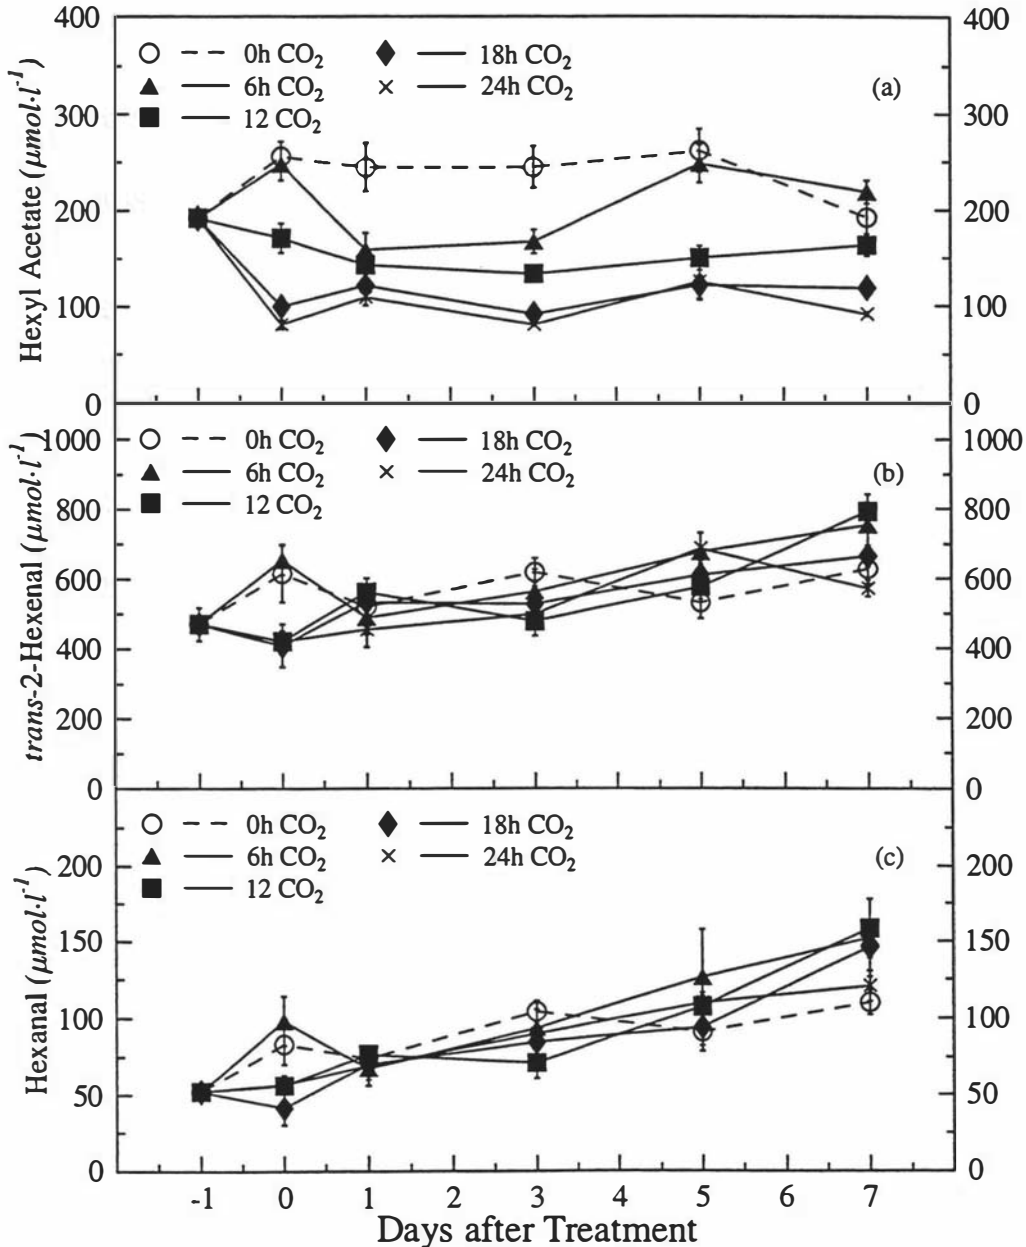 400 400
0h CO₂ 18h CO₂
6h CO₂ 24h CO₂ (a)
12 CO₂
300 300
200 200
100 100
0 0
Hexyl Acetate (μmol·l⁻¹)
1000 1000
0h CO₂ 18h CO₂
6h CO₂ 24h CO₂ (b)
12 CO₂
800 800
600 600
400 400
200 200
0 0
trans-2-Hexenal (μmol·l⁻¹)
0h CO₂ 18h CO₂
6h CO₂ 24h CO₂ (c)
12 CO₂
200 200
150 150
100 100
50 50
0 0
Hexanal (μmol·l⁻¹)
-1 0 1 2 3 4 5 6 7
Days after Treatment